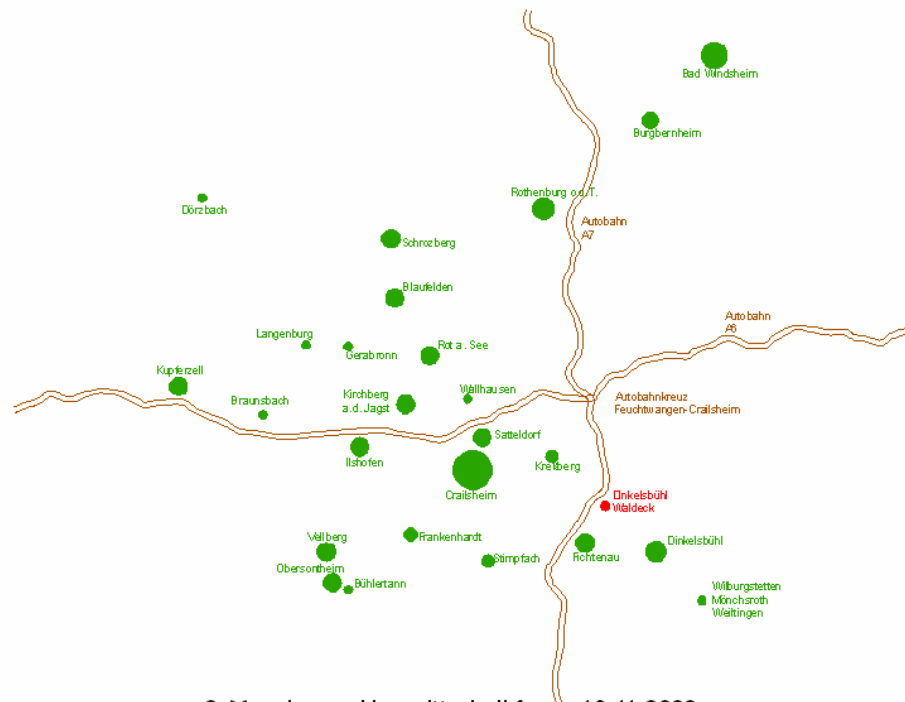 Bad Windsheim
Burgbernheim
Rothenburg o.d.T.
Dörzbach
Autobahn
A7
Schrozberg
Blaufelden
Autobahn
A6
Langenburg
Gerabronn
Rot a. See
Kupferzell
Braunsbach
Kirchberg
a.d. Jagst
Wallhausen
Autobahnkreuz
Feuchtwangen-Crailsheim
Satteldorf
Ilshofen
Kreßberg
Crailsheim
Dinkelsbühl
Waldeck
Vellberg
Frankenhardt
Obersontheim
Stimpfach
Fichtenau
Dinkelsbühl
Bühlertann
Wilburgstetten
Mönchsroth
Weiltingen